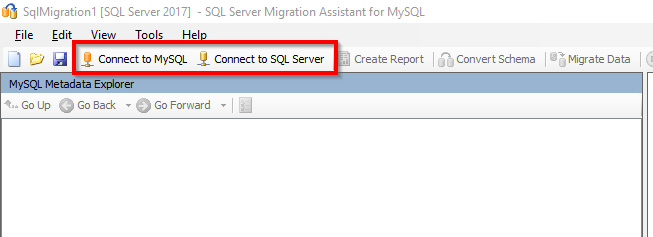 SqlMigration1 [SQL Server 2017] - SQL Server Migration Assistant for MySQL
File Edit View Tools Help
Connect to MySQL Connect to SQL Server Create Report Convert Schema Migrate Data
MySQL Metadata Explorer
Go Up Go Back Go Forward